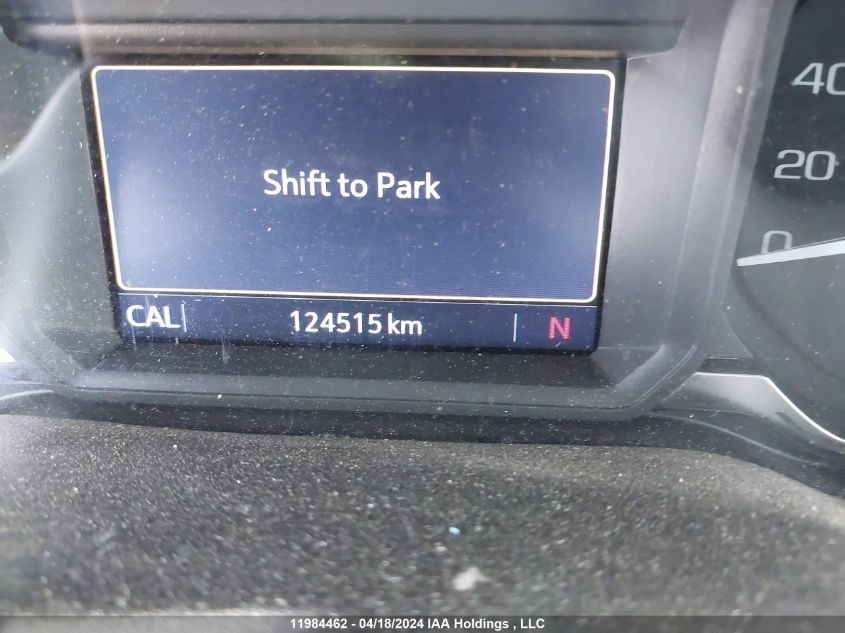 Shift to Park
CAL 124515 km N
40
20
0
11984462 - 04/18/2024 IAA Holdings , LLC